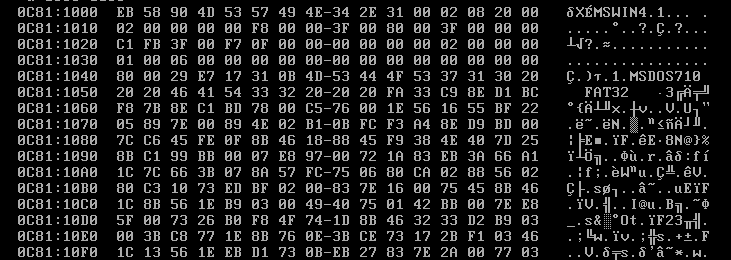 0C81:1000 EB 58 90 4D 53 57 49 4E-34 2E 31 00 02 08 20 00 δXÉMSWIN4.1... .
0C81:1010 00 02 00 00 00 F8 00 00-3F 00 80 00 3F 00 00 00 .....°..?.Ç.?...
0C81:1020 C1 FB 3F 00 F7 0F 00 00-00 00 00 00 02 00 00 00 ┴√?.≈...........
0C81:1030 01 00 06 00 00 00 00 00-00 00 00 00 00 00 00 00 ................
0C81:1040 80 00 29 E7 17 31 0B 4D-53 44 4F 53 37 31 30 20 Ç.)τ.1.MSDOS710
0C81:1050 20 20 46 41 54 33 32 20-20 20 FA 33 C9 8E D1 BC   FAT32   ·3╔Ä╤╝
0C81:1060 F8 7B 8E C1 BD 78 00 C5-76 00 1E 56 16 55 BF 22 °{Ä┴╜x.┼v..V.U┐"
0C81:1070 05 89 7E 00 89 4E 02 B1-0B FC F3 A4 8E D9 BD 00 .ë~.ëN.▒.ⁿ≤ñÄ┘╜.
0C81:1080 7C C6 45 FE 0F 8B 46 18-88 45 F9 38 4E 40 7D 25 |╞E■.ïF.êE∙8N@}%
0C81:1090 8B C1 99 BB 00 07 E8 97-00 72 1A 83 EB 3A 66 A1 ï┴Ö╗..Φù.r.âδ:fí
0C81:10A0 1C 7C 66 3B 07 8A 57 FC-75 06 80 CA 02 88 56 02 .|f;.èWⁿu.Ç╩.êV.
0C81:10B0 80 C3 10 73 ED BF 02 00-83 7E 16 00 75 45 8B 46 Ç├.sφ┐..â~..uEïF
0C81:10C0 1C 8B 56 1E B9 03 00 49-40 75 01 42 BB 00 7E E8 .ïV.╣..I@u.B╗.~Φ
0C81:10D0 5F 00 73 26 B0 F8 4F 74-1D 8B 46 32 33 D2 B9 03 _.s&░°Ot.ïF23╥╣.
0C81:10E0 00 3B C8 77 1E 8B 76 0E-3B CE 73 17 2B F1 03 46 .;╚w.ïv.;╬s.+±.F
0C81:10F0 1C 13 56 1E EB D1 73 0B-EB 27 83 7E 2A 00 77 03 ..V.δ╤s.δ'â~*.w.